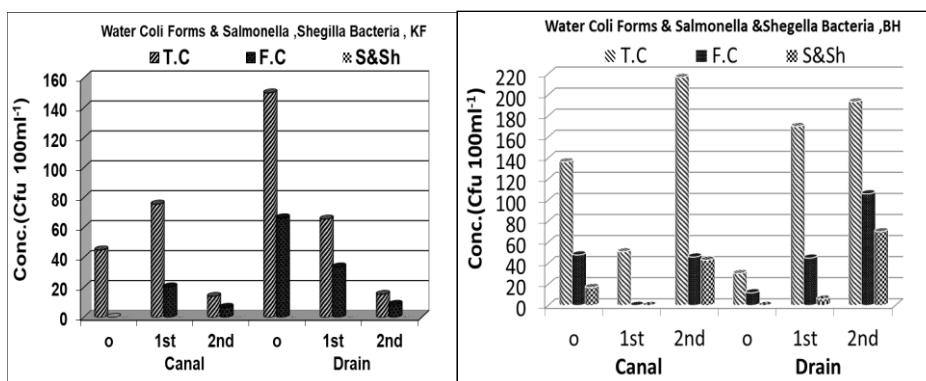 Water Coli Forms & Salmonella ,Shegilla Bacteria , KF
T.C F.C S&Sh
Conc.(Cfu 100ml-1)
160
140
120
100
80
60
40
20
0
o 1st 2nd o 1st 2nd
Canal Drain
Water Coli Forms & Salmonella &Shegella Bacteria ,BH
T.C F.C S&Sh
Conc.(Cfu 100ml-1)
220
200
180
160
140
120
100
80
60
40
20
0
o 1st 2nd o 1st 2nd
Canal Drain